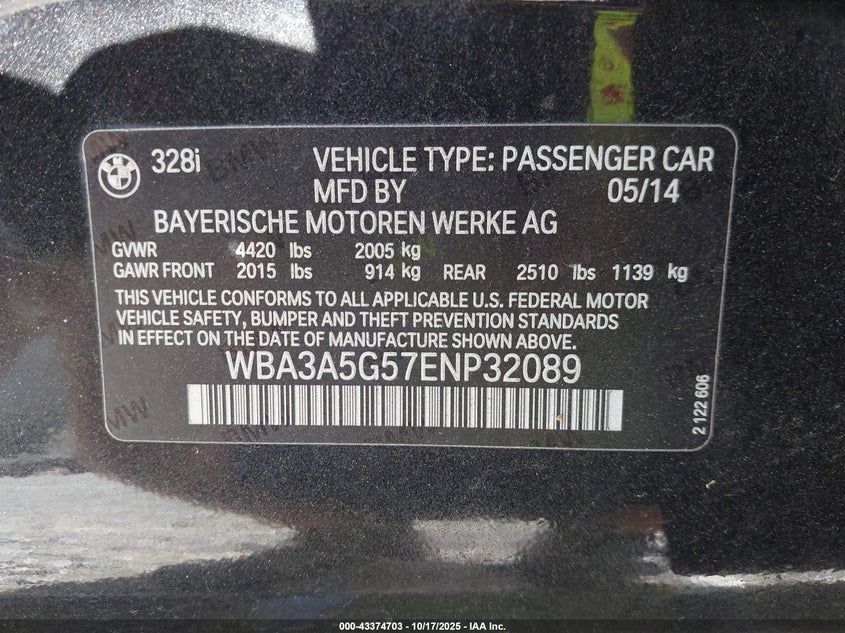 328i VEHICLE TYPE: PASSENGER CAR
MFD BY 05/14
BAYERISCHE MOTOREN WERKE AG
GVWR 4420 lbs 2005 kg
GAWR FRONT 2015 lbs 914 kg REAR 2510 lbs 1139 kg
THIS VEHICLE CONFORMS TO ALL APPLICABLE U.S. FEDERAL MOTOR
VEHICLE SAFETY, BUMPER AND THEFT PREVENTION STANDARDS
IN EFFECT ON THE DATE OF MANUFACTURE SHOWN ABOVE.
WBA3A5G57ENP32089
2 122 606
BMW
000-43374703 - 10/17/2025 - IAA Inc.